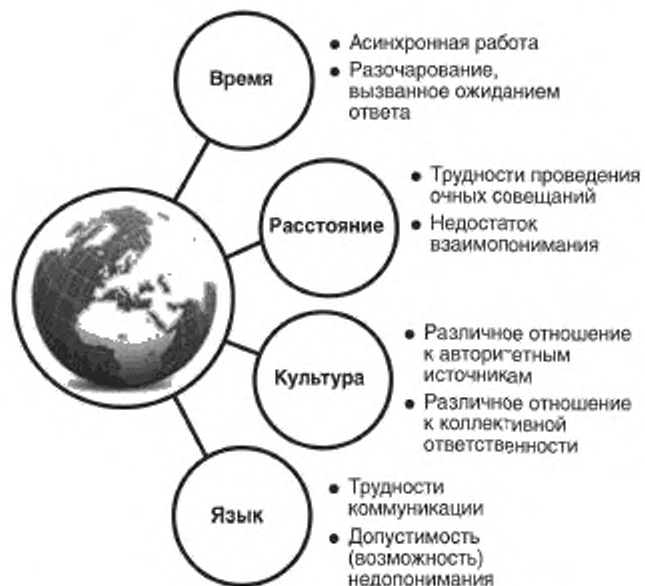 Время
● Асинхронная работа
● Разочарование,
вызванное ожиданием
ответа
Расстояние
● Трудности проведения
очных совещаний
● Недостаток
взаимопонимания
Культура
● Различное отношение
к авторитетным
источникам
● Различное отношение
к коллективной
ответственности
Язык
● Трудности
коммуникации
● Допустимость
(возможность)
недопонимания